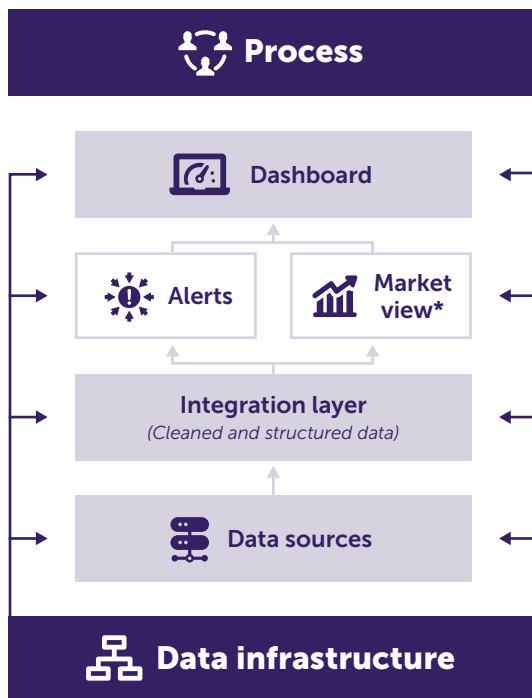 Process
Dashboard
Alerts
Market
view*
Integration layer
(Cleaned and structured data)
Data sources
Data infrastructure